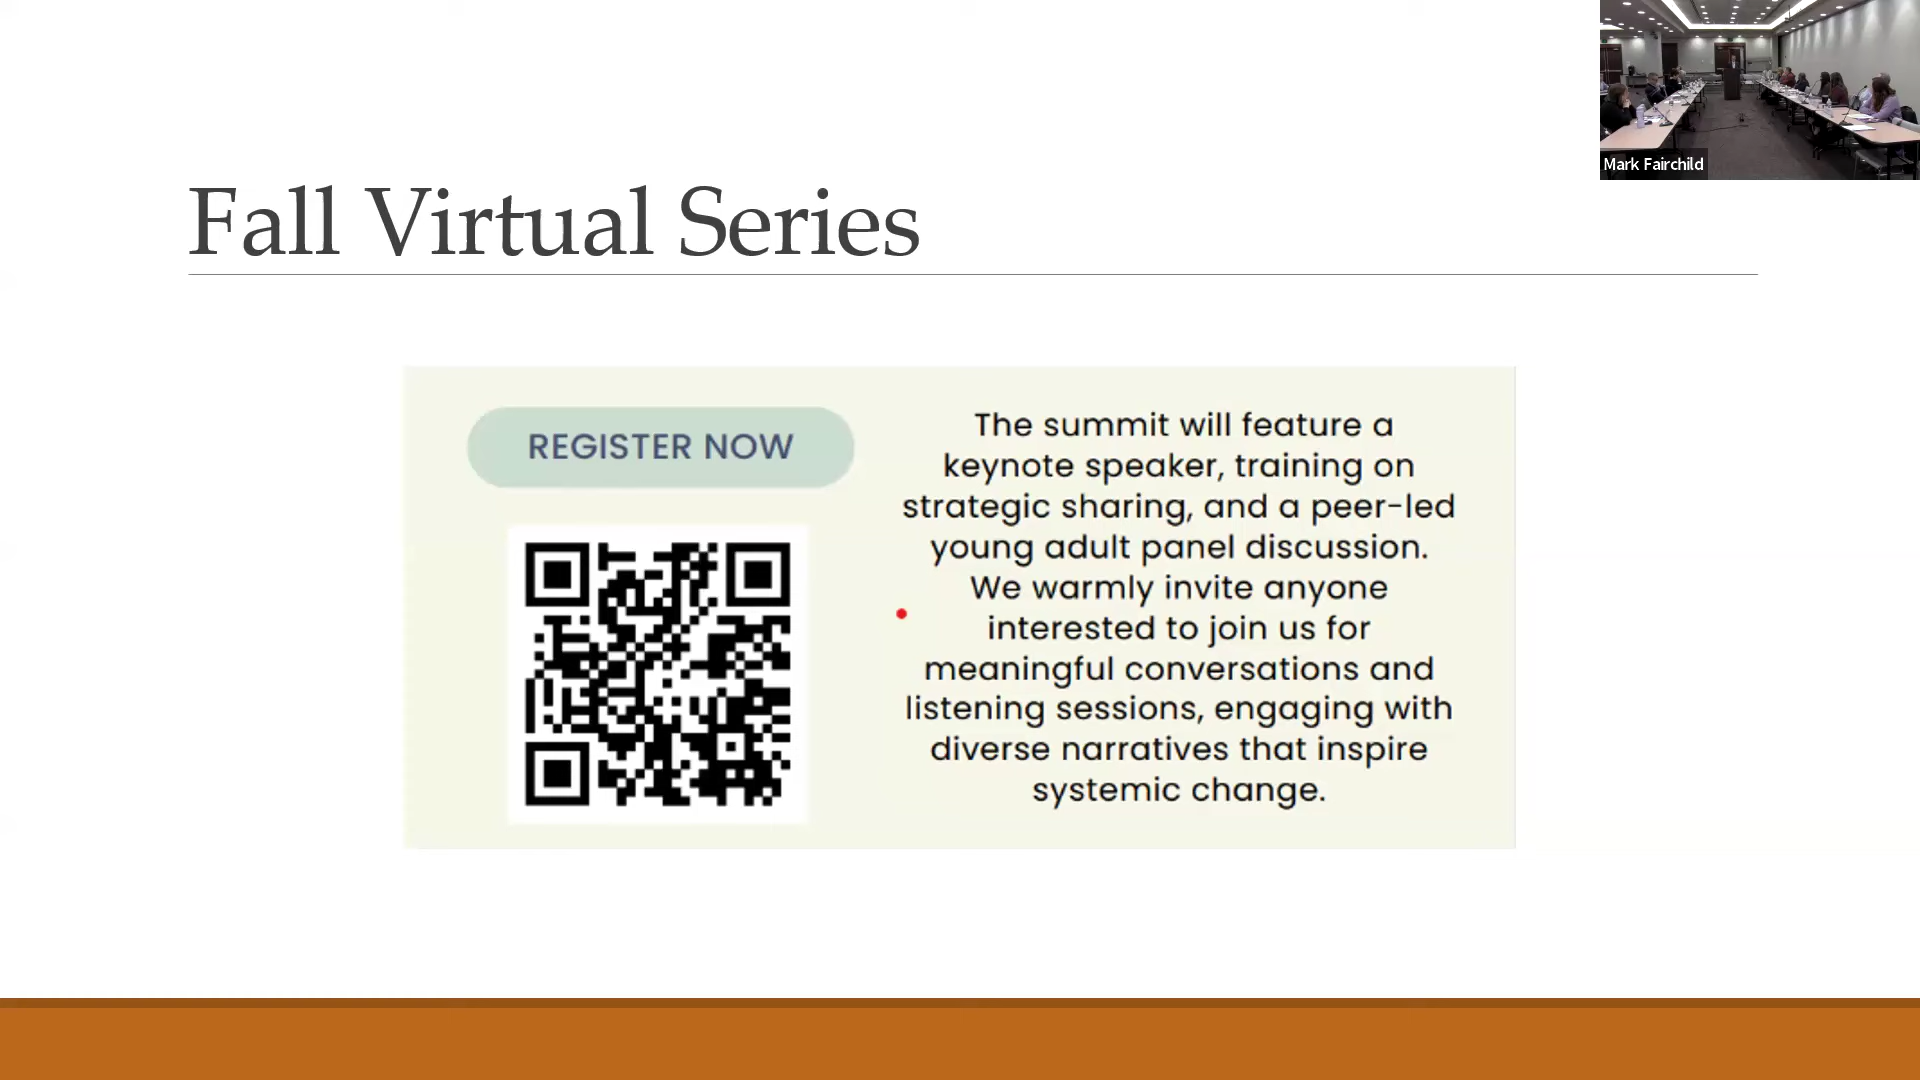 Mark Fairchild
Fall Virtual Series
REGISTER NOW
The summit will feature a
keynote speaker, training on
strategic sharing, and a peer-led
young adult panel discussion.
We warmly invite anyone
interested to join us for
meaningful conversations and
listening sessions, engaging with
diverse narratives that inspire
systemic change.